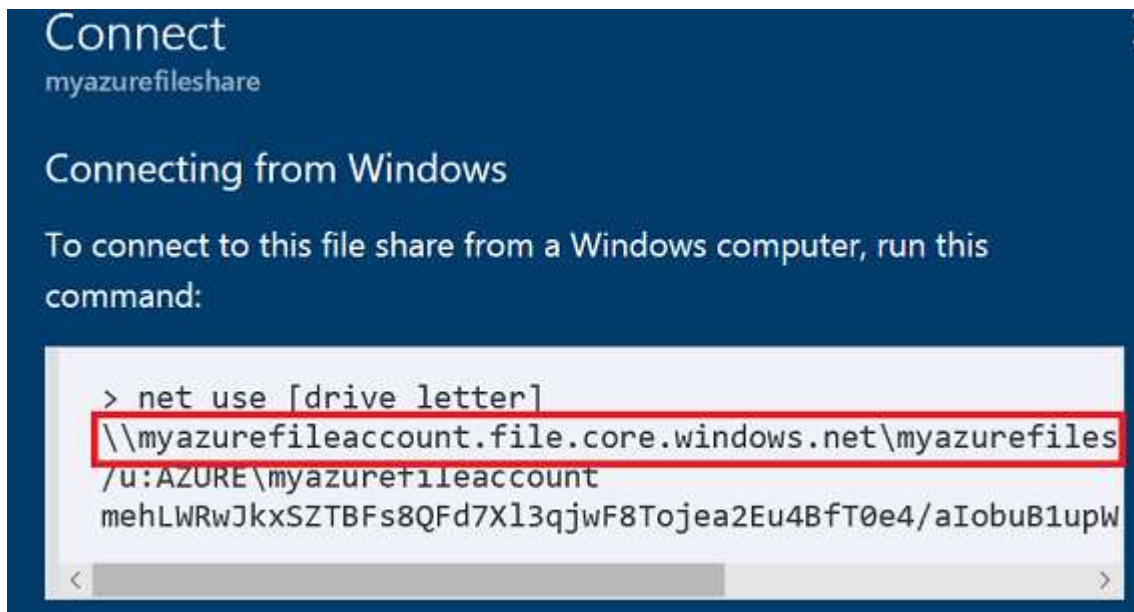 Connect
myazurefileshare
Connecting from Windows
To connect to this file share from a Windows computer, run this
command:
> net use [drive letter]
\\myazurefileaccount.file.core.windows.net\myazurefiles
/u:AZURE\myazurefileaccount
mehLWRwJkxSZTBFs8QFd7Xl3qjwF8Tojea2Eu4BfT0e4/aIobuB1upW